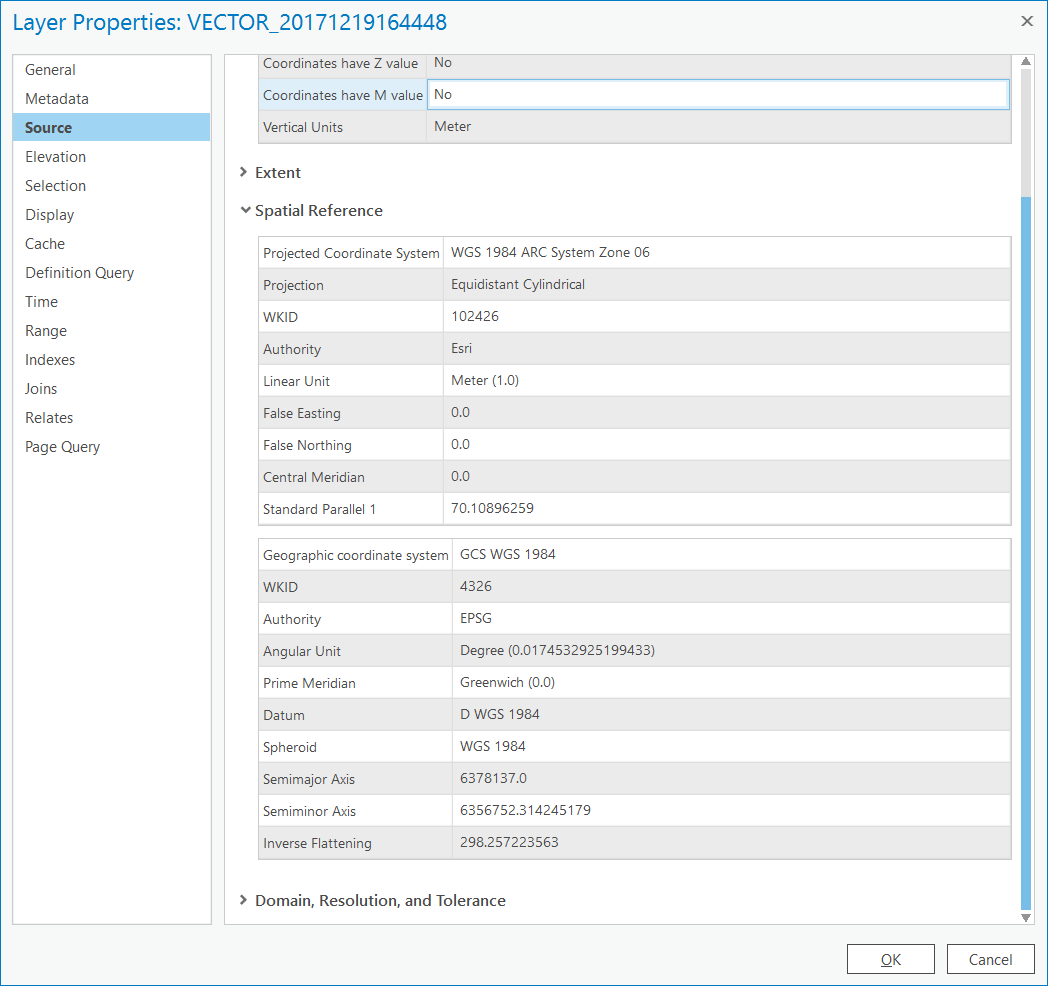 Layer Properties: VECTOR_20171219164448
General
Metadata
Source
Elevation
Selection
Display
Cache
Definition Query
Time
Range
Indexes
Joins
Relates
Page Query
Coordinates have Z value No
Coordinates have M value No
Vertical Units Meter
Extent
Spatial Reference
Projected Coordinate System WGS 1984 ARC System Zone 06
Projection Equidistant Cylindrical
WKID 102426
Authority Esri
Linear Unit Meter (1.0)
False Easting 0.0
False Northing 0.0
Central Meridian 0.0
Standard Parallel 1 70.10896259
Geographic coordinate system GCS WGS 1984
WKID 4326
Authority EPSG
Angular Unit Degree (0.0174532925199433)
Prime Meridian Greenwich (0.0)
Datum D WGS 1984
Spheroid WGS 1984
Semimajor Axis 6378137.0
Semiminor Axis 6356752.314245179
Inverse Flattening 298.257223563
Domain, Resolution, and Tolerance
OK Cancel